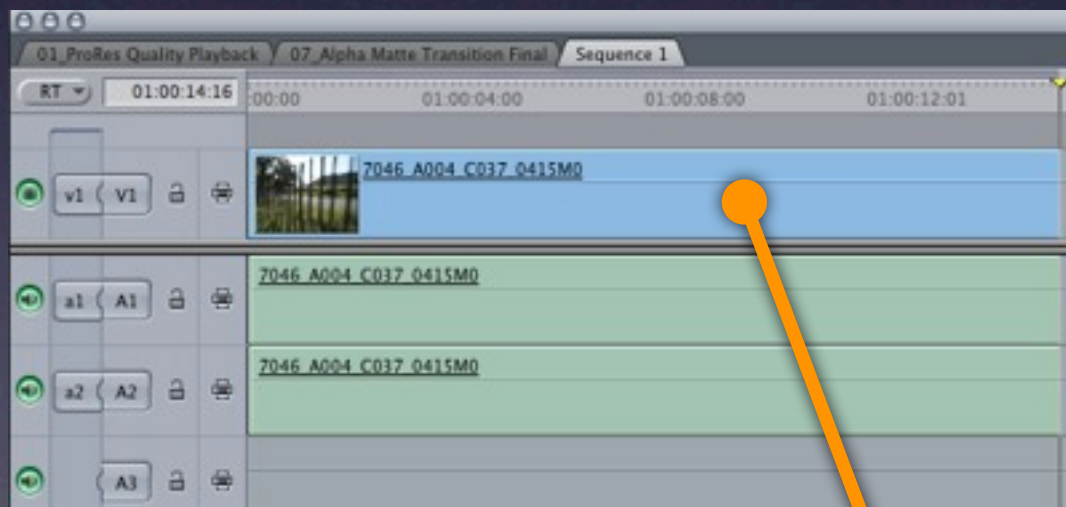 01_ProRes Quality Playback 07_Alpha Matte Transition Final Sequence 1
RT 01:00:14:16 :00:00 01:00:04:00 01:00:08:00 01:00:12:01
7046_A004_C037_0415M0
v1 V1
7046_A004_C037_0415M0
a1 A1
7046_A004_C037_0415M0
a2 A2
A3